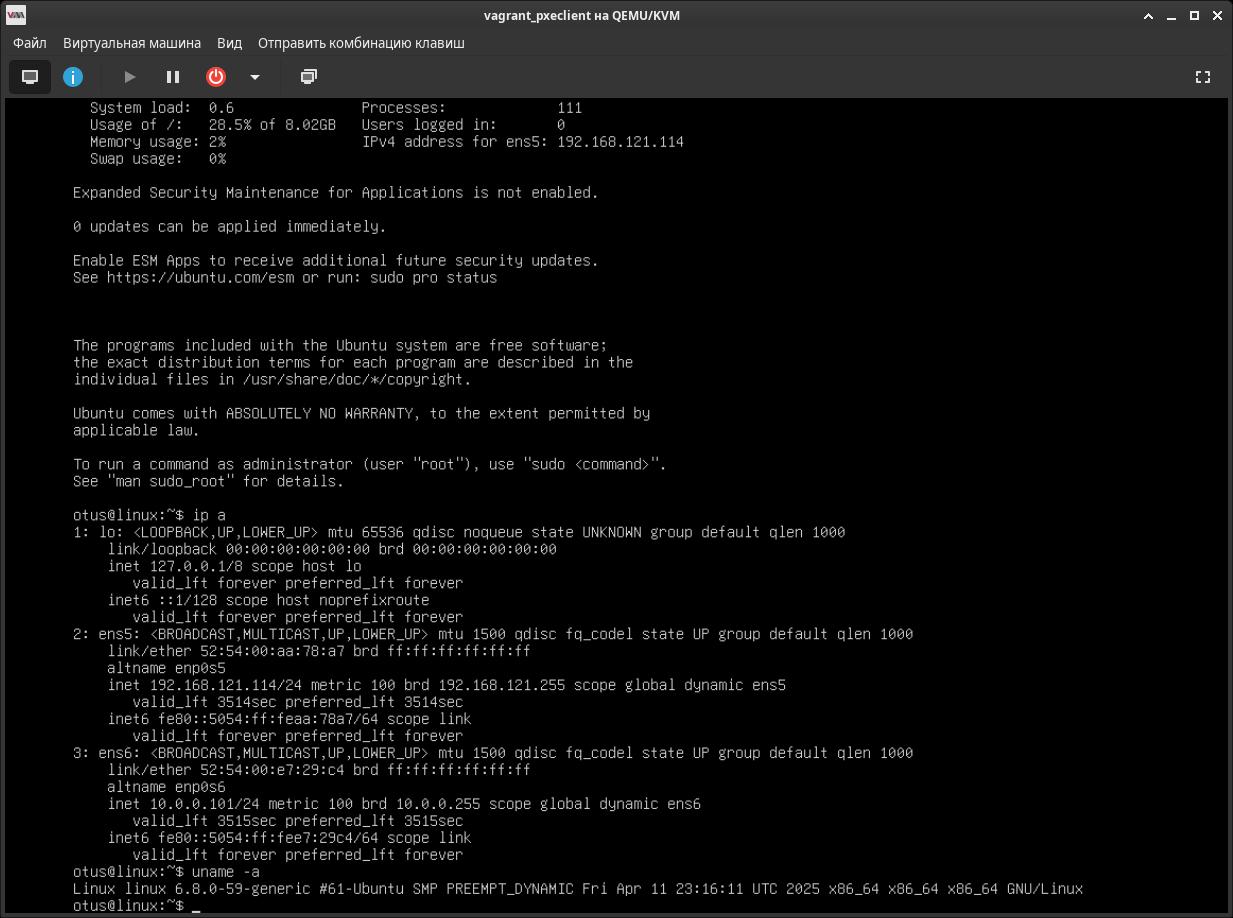 vagrant_pxeclient на QEMU/KVM
Файл Виртуальная машина Вид Отправить комбинацию клавиш
System load: 0.6 Processes: 111
Usage of /: 28.5% of 8.02GB Users logged in: 0
Memory usage: 2% IPv4 address for ens5: 192.168.121.114
Swap usage: 0%
Expanded Security Maintenance for Applications is not enabled.
0 updates can be applied immediately.
Enable ESM Apps to receive additional future security updates.
See https://ubuntu.com/esm or run: sudo pro status
The programs included with the Ubuntu system are free software;
the exact distribution terms for each program are described in the
individual files in /usr/share/doc/*/copyright.
Ubuntu comes with ABSOLUTELY NO WARRANTY, to the extent permitted by
applicable law.
To run a command as administrator (user "root"), use "sudo <command>".
See "man sudo_root" for details.
otus@linux:~$ ip a
1: lo: <LOOPBACK,UP,LOWER_UP> mtu 65536 qdisc noqueue state UNKNOWN group default qlen 1000
link/loopback 00:00:00:00:00:00 brd 00:00:00:00:00:00
inet 127.0.0.1/8 scope host lo
valid_lft forever preferred_lft forever
inet6 ::1/128 scope host noprefixroute
valid_lft forever preferred_lft forever
2: ens5: <BROADCAST,MULTICAST,UP,LOWER_UP> mtu 1500 qdisc fq_codel state UP group default qlen 1000
link/ether 52:54:00:aa:78:a7 brd ff:ff:ff:ff:ff:ff
altname enp0s5
inet 192.168.121.114/24 metric 100 brd 192.168.121.255 scope global dynamic ens5
valid_lft 3514sec preferred_lft 3514sec
inet6 fe80::5054:ff:feaa:78a7/64 scope link
valid_lft forever preferred_lft forever
3: ens6: <BROADCAST,MULTICAST,UP,LOWER_UP> mtu 1500 qdisc fq_codel state UP group default qlen 1000
link/ether 52:54:00:e7:29:c4 brd ff:ff:ff:ff:ff:ff
altname enp0s6
inet 10.0.0.101/24 metric 100 brd 10.0.0.255 scope global dynamic ens6
valid_lft 3515sec preferred_lft 3515sec
inet6 fe80::5054:ff:fee7:29c4/64 scope link
valid_lft forever preferred_lft forever
otus@linux:~$ uname -a
Linux linux 6.8.0-59-generic #61-Ubuntu SMP PREEMPT_DYNAMIC Fri Apr 11 23:16:11 UTC 2025 x86_64 x86_64 x86_64 GNU/Linux
otus@linux:~$ _